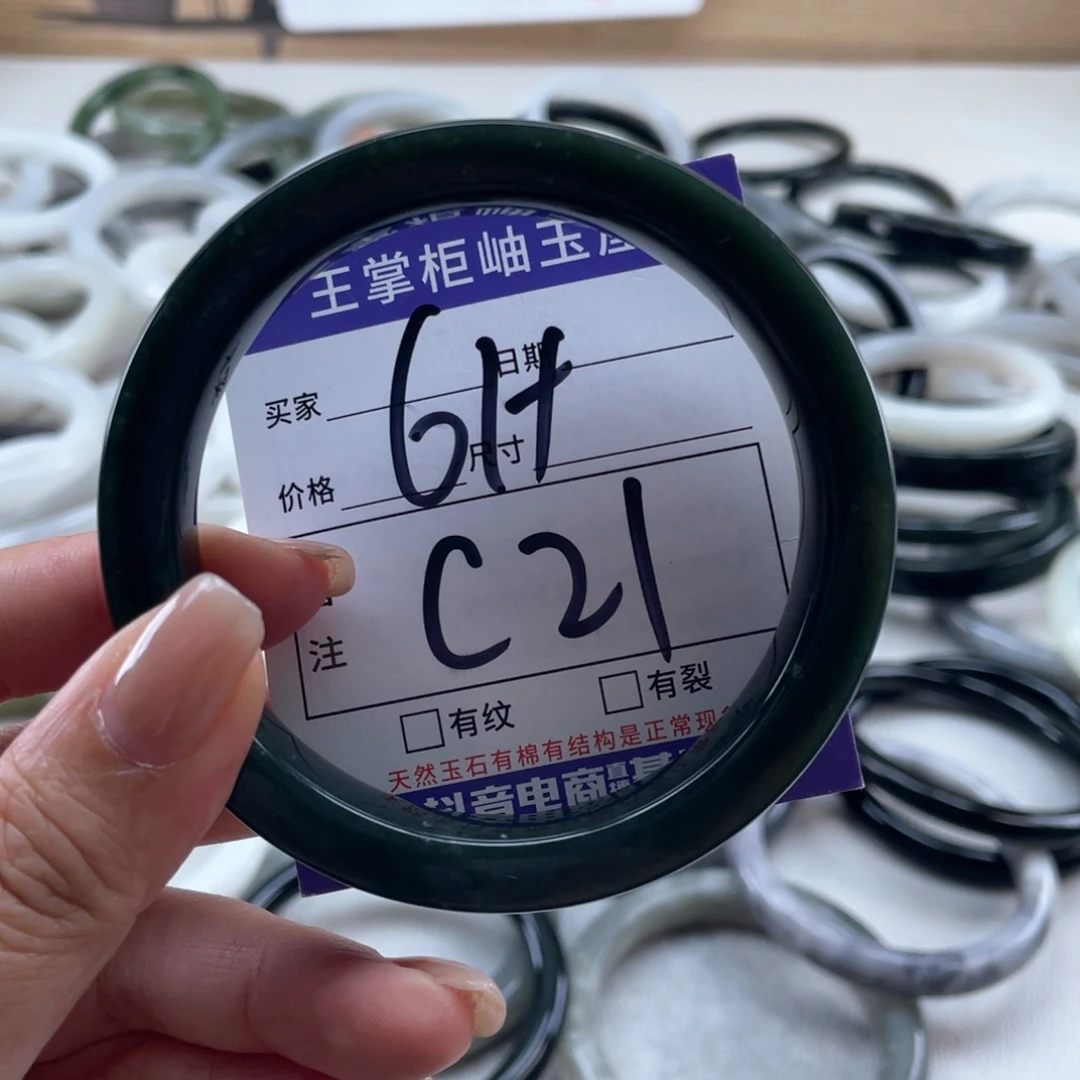 王掌柜岫玉
日期
买家
61+
尺寸
价格
C21
注
有纹
有裂
天然玉石有棉有结构是正常现
抖音电商